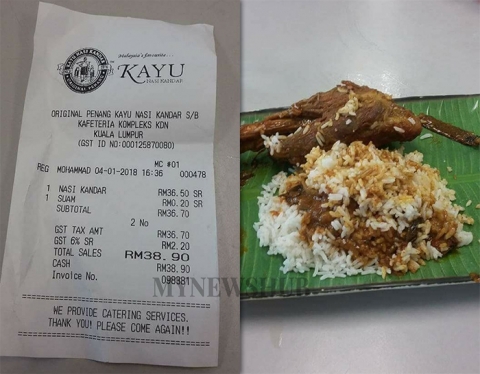 Malaysia's favourite...
KAYU
NASI KANDAR
ORIGINAL PENANG KAYU NASI KANDAR S/B
KAFETERIA KOMPLEKS KDN
KUALA LUMPUR
(GST ID NO:000125870080)
MC #01
REG MOHAMMAD 04-01-2018 16:36 000478
1 NASI KANDAR RM36.50 SR
1 SUAM RM0.20 SR
SUBTOTAL RM36.70
2 No
GST TAX AMT RM36.70
GST 6% SR RM2.20
TOTAL SALES RM38.90
CASH RM38.90
Invoice No. 098381
WE PROVIDE CATERING SERVICES.
THANK YOU! PLEASE COME AGAIN!!
MYNEWSHUB